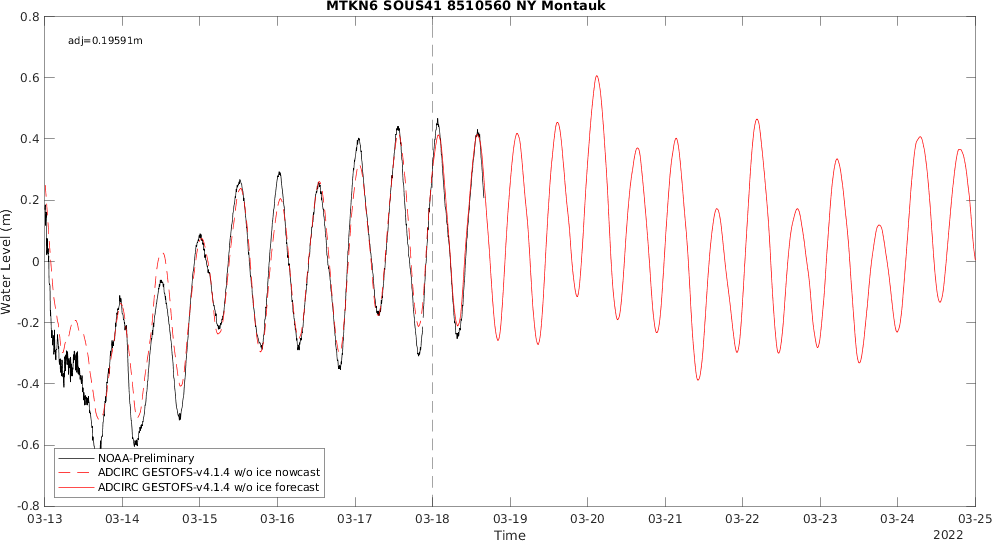 MTKN6 SOUS41 8510560 NY Montauk
0.8
adj=0.19591m
0.6
0.4
0.2
0
-0.2
-0.4
-0.6
-0.8
Water Level (m)
NOAA-Preliminary
ADCIRC GESTOFS-v4.1.4 w/o ice nowcast
ADCIRC GESTOFS-v4.1.4 w/o ice forecast
03-13 03-14 03-15 03-16 03-17 03-18 03-19 03-20 03-21 03-22 03-23 03-24 03-25
Time
2022